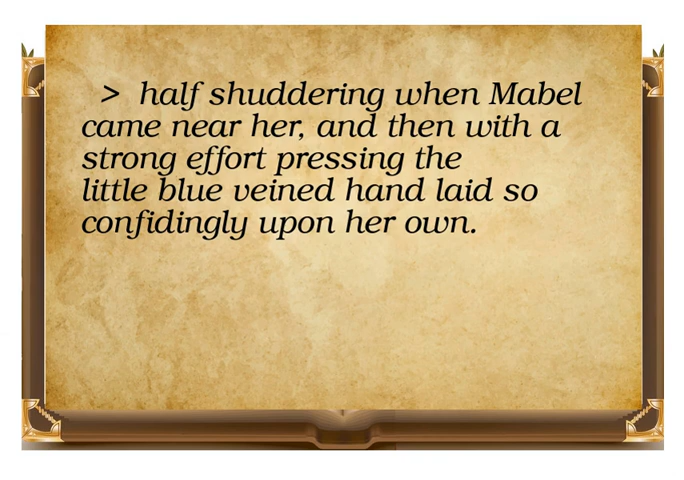 > half shuddering when Mabel
came near her, and then with a
strong effort pressing the
little blue veined hand laid so
confidingly upon her own.